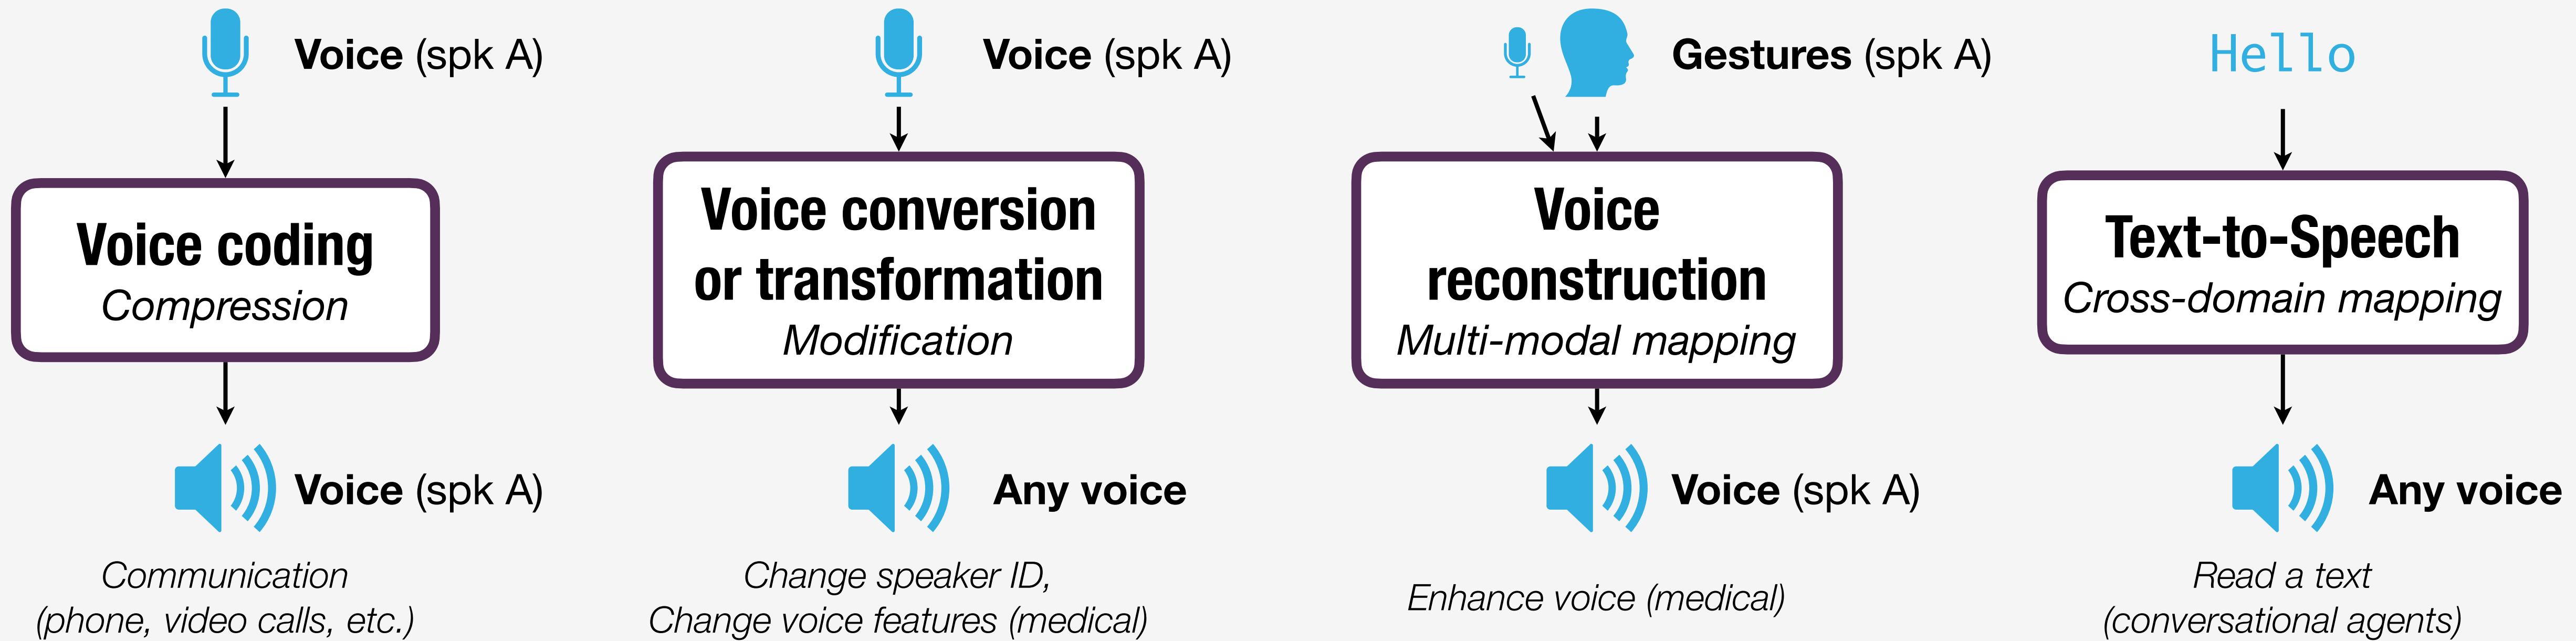 Voice (spk A)
Voice coding
Compression
Voice (spk A)
Communication
(phone, video calls, etc.)
Voice (spk A)
Voice conversion
or transformation
Modification
Any voice
Change speaker ID,
Change voice features (medical)
Gestures (spk A)
Voice
reconstruction
Multi-modal mapping
Voice (spk A)
Enhance voice (medical)
Hello
Text-to-Speech
Cross-domain mapping
Any voice
Read a text
(conversational agents)